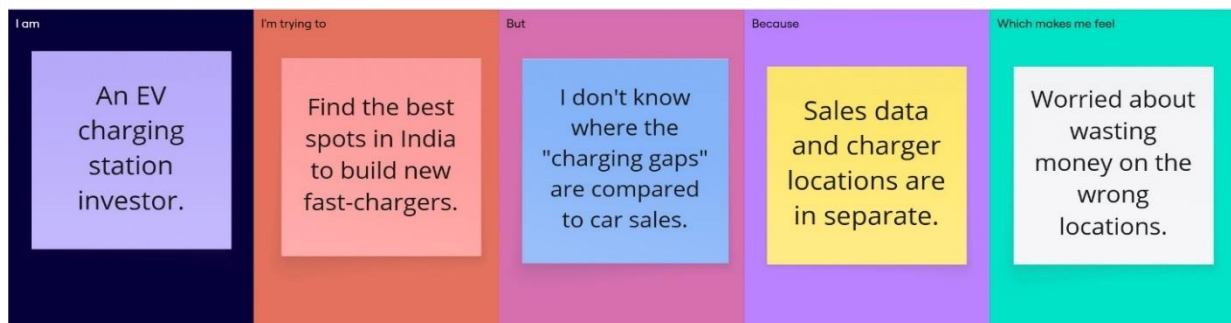 I am
An EV
charging
station
investor.
I'm trying to
Find the best
spots in India
to build new
fast-chargers.
But
I don't know
where the
"charging gaps"
are compared
to car sales.
Because
Sales data
and charger
locations are
in separate.
Which makes me feel
Worried about
wasting
money on the
wrong
locations.